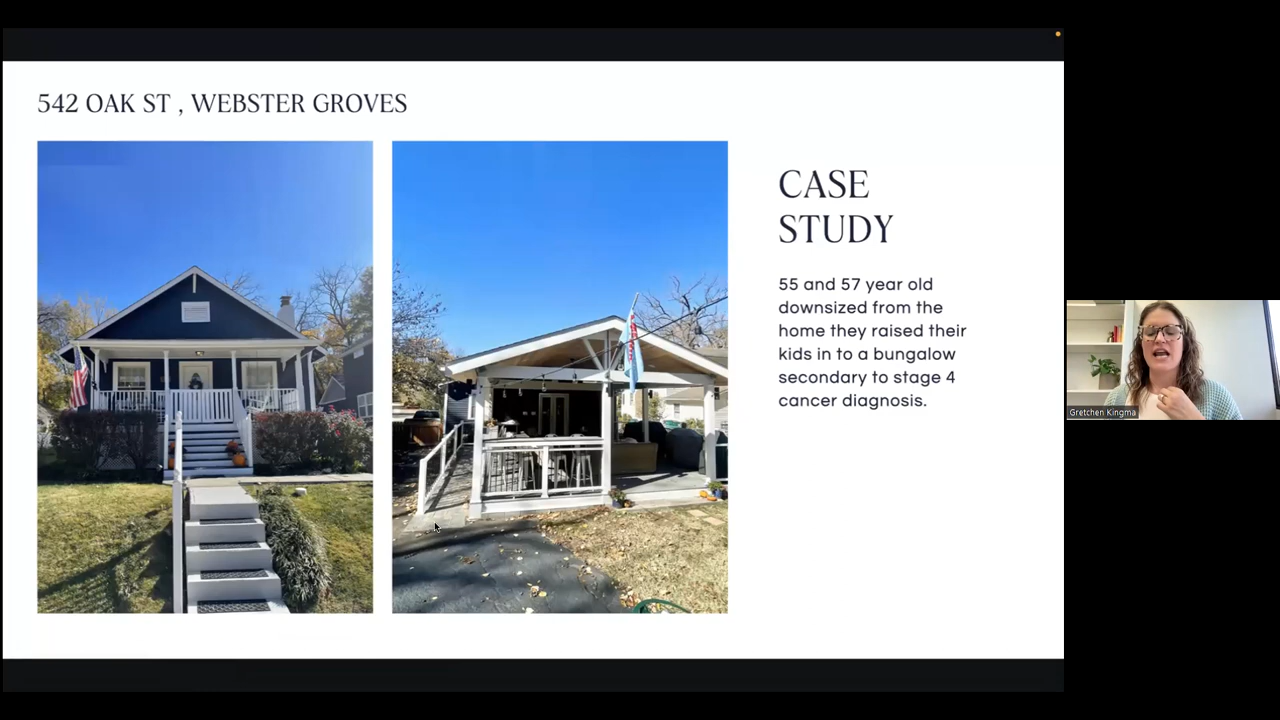 542 OAK ST , WEBSTER GROVES
CASE
STUDY
55 and 57 year old
downsized from the
home they raised their
kids in to a bungalow
secondary to stage 4
cancer diagnosis.
Gretchen Kingma